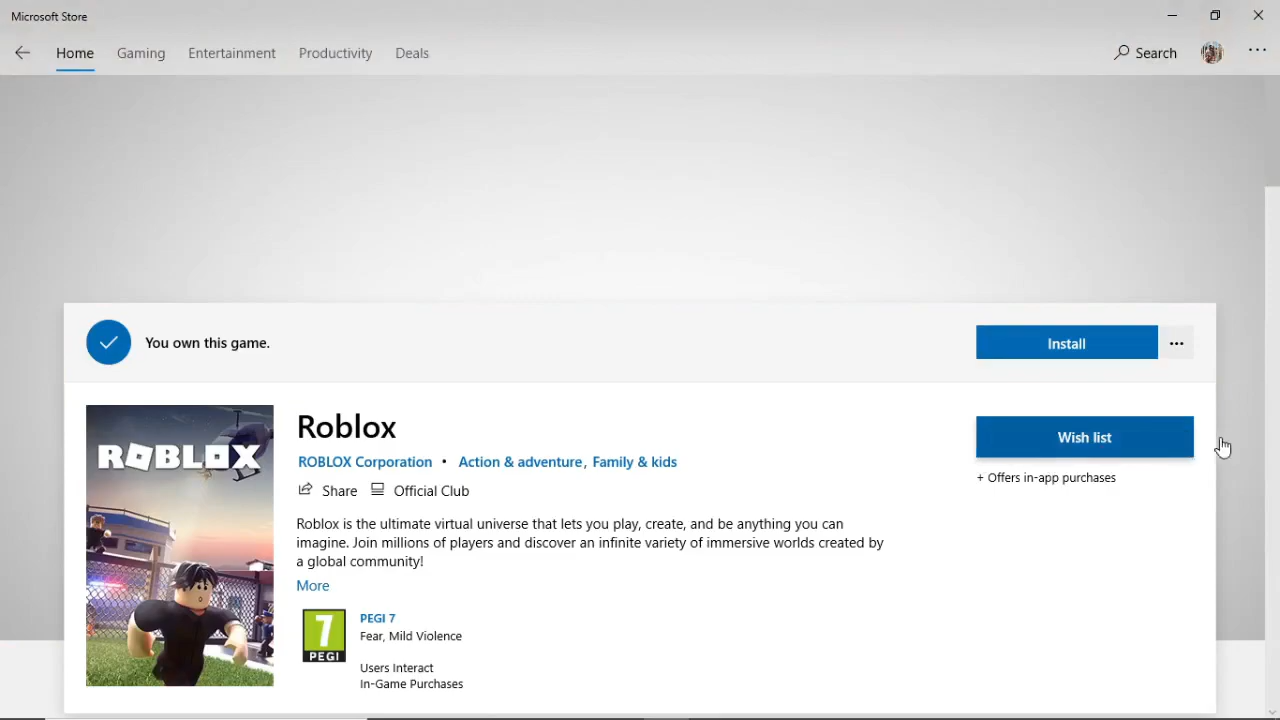 Microsoft Store
Home Gaming Entertainment Productivity Deals Search
You own this game.
Install
ROBLOX
Roblox
Wish list
ROBLOX Corporation • Action & adventure, Family & kids
+ Offers in-app purchases
Share Official Club
Roblox is the ultimate virtual universe that lets you play, create, and be anything you can
imagine. Join millions of players and discover an infinite variety of immersive worlds created by
a global community!
More
7
PEGI
PEGI 7
Fear, Mild Violence
Users Interact
In-Game Purchases